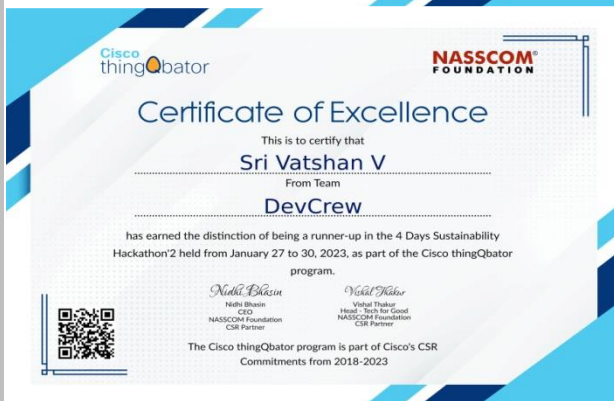 Cisco
thingQbator
NASSCOM®
FOUNDATION
Certificate of Excellence
This is to certify that
Sri Vatshan V
From Team
DevCrew
has earned the distinction of being a runner-up in the 4 Days Sustainability
Hackathon'2 held from January 27 to 30, 2023, as part of the Cisco thingQbator
program.
Nidhi Bhasin
Nidhi Bhasin
CEO
NASSCOM Foundation
CSR Partner
Vishal Thakur
Vishal Thakur
Head - Tech for Good
NASSCOM Foundation
CSR Partner
The Cisco thingQbator program is part of Cisco's CSR
Commitments from 2018-2023